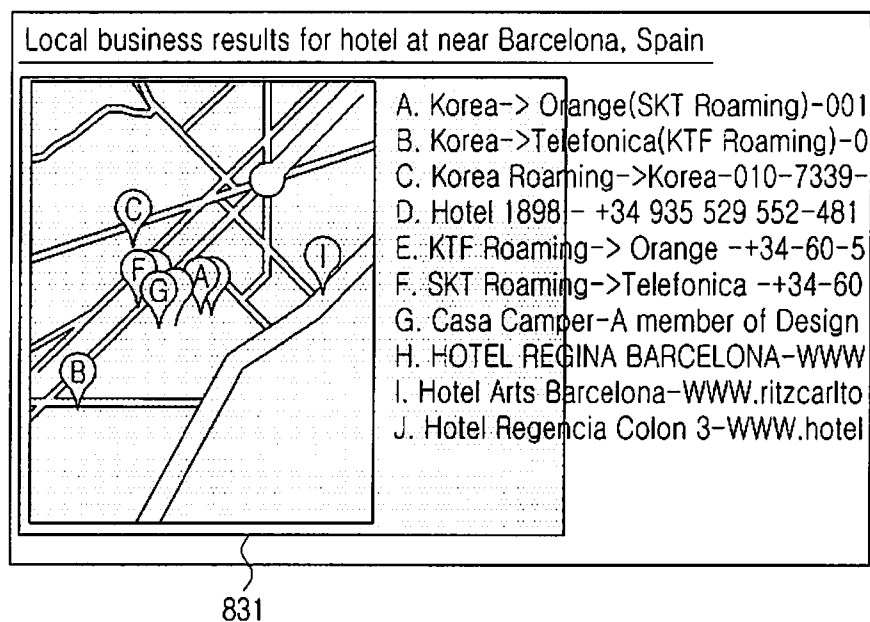 Local business results for hotel at near Barcelona, Spain
A. Korea-> Orange(SKT Roaming)-001
B. Korea->Telefonica(KTF Roaming)-0
C. Korea Roaming->Korea-010-7339-
D. Hotel 1898 - +34 935 529 552-481
E. KTF Roaming-> Orange -+34-60-5
F. SKT Roaming->Telefonica -+34-60
G. Casa Camper-A member of Design
H. HOTEL REGINA BARCELONA-WWW
I. Hotel Arts Barcelona-WWW.ritzcarlto
J. Hotel Regencia Colon 3-WWW.hotel
C
F
G
A
I
B
831